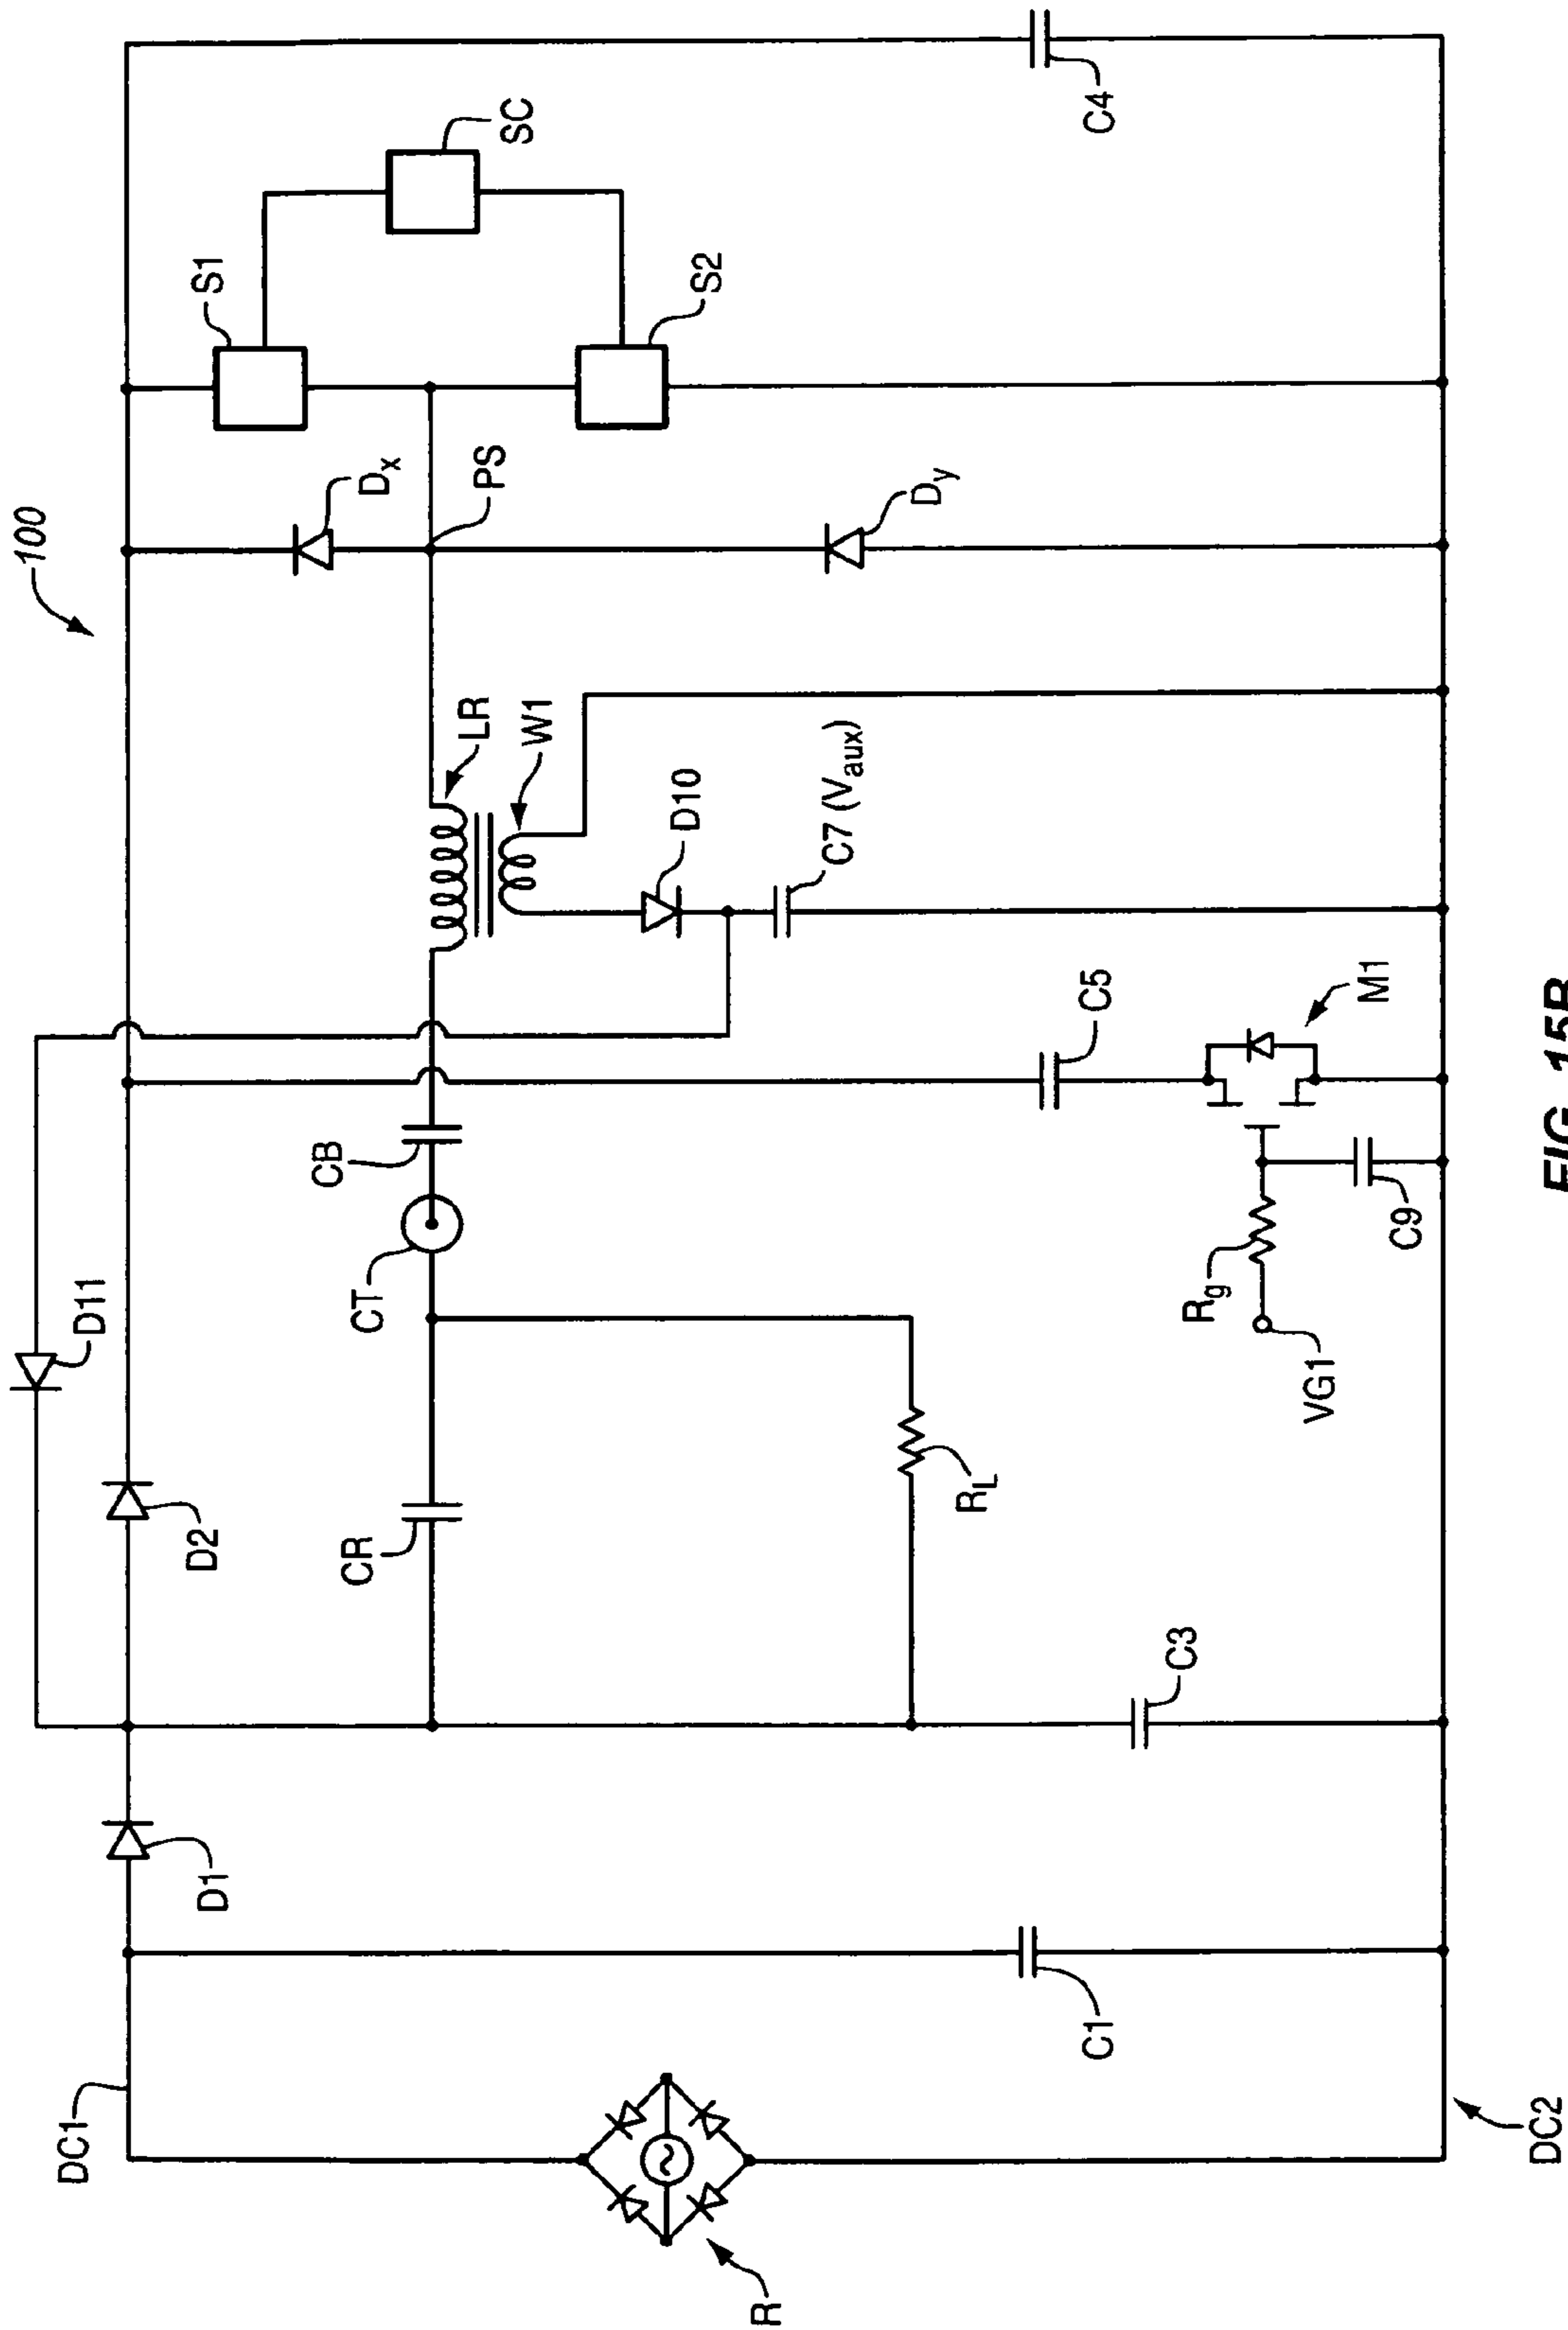 100
S1
SC
S2
C4
Dx
PS
Dy
LR
W1
D10
C7 (Vaux)
C5
M1
CB
CT
D11
Rg
C9
VG1
D2
CR
RL
C3
D1
C1
DC1
DC2
R
FIG. 15B